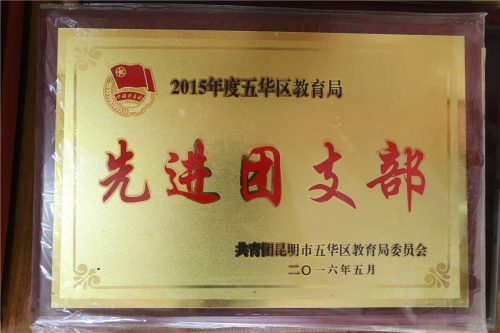 2015年度五华区教育局
先进团支部
共青团昆明市五华区教育局委员会
二〇一六年五月